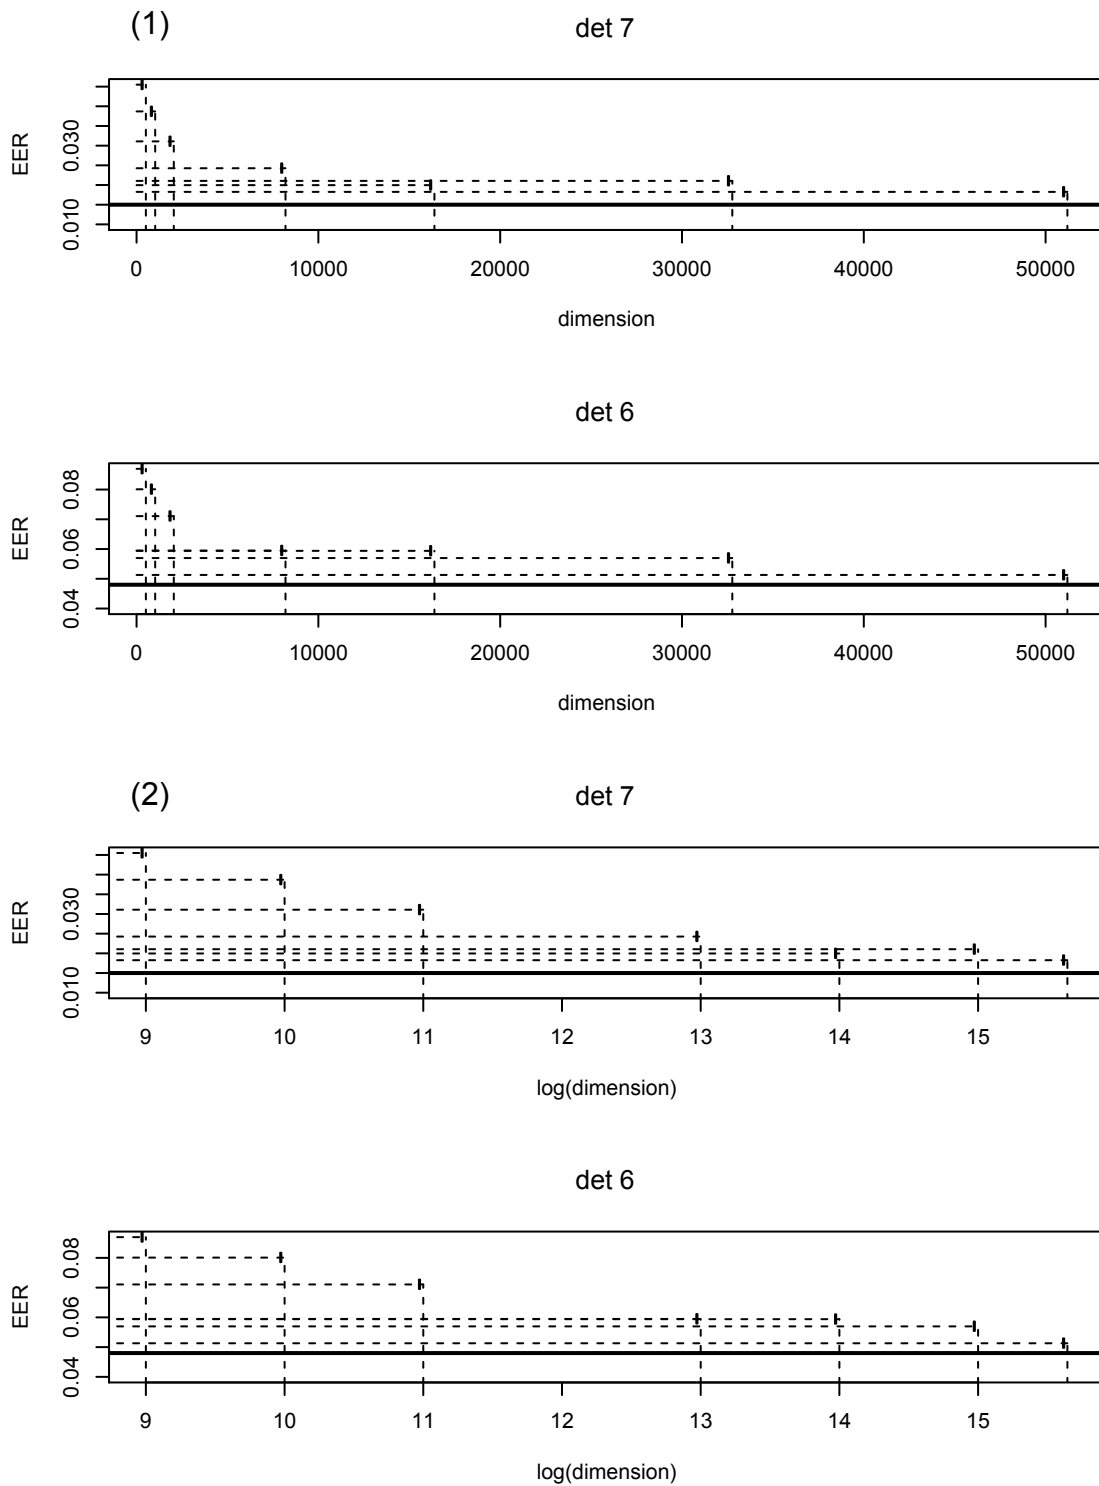 (1)
det 7
EER
0.010 0.030
0 10000 20000 30000 40000 50000
dimension
det 6
EER
0.04 0.06 0.08
0 10000 20000 30000 40000 50000
dimension
(2)
det 7
EER
0.010 0.030
9 10 11 12 13 14 15
log(dimension)
det 6
EER
0.04 0.06 0.08
9 10 11 12 13 14 15
log(dimension)